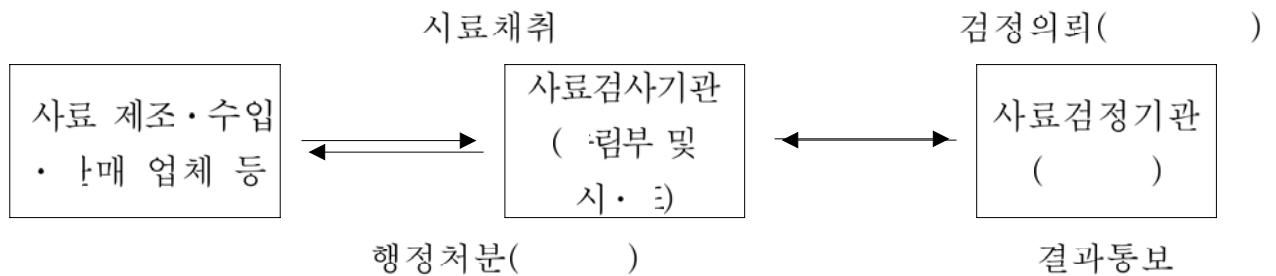 시료채취
검정의뢰( )
사료 제조·수입
· 업체 등
사료검사기관
( 및
시·
사료검정기관
( )
행정처분( )
결과통보